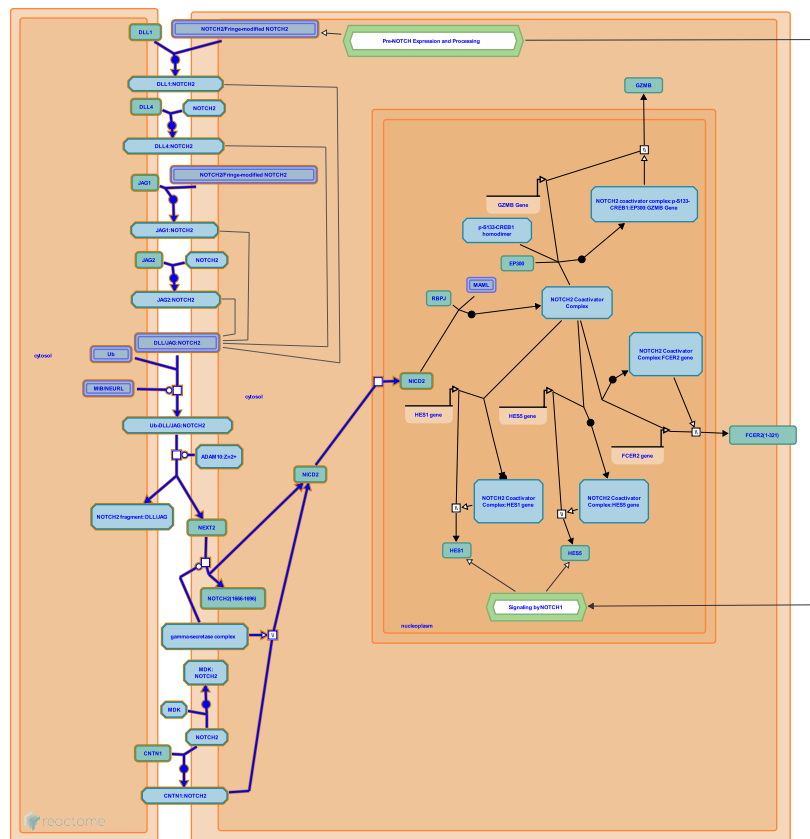 DLL1
NOTCH2/Fringe-modified NOTCH2
Pre-NOTCH Expression and Processing
DLL1:NOTCH2
DLL4
NOTCH2
DLL4:NOTCH2
NOTCH2/Fringe-modified NOTCH2
JAG1
JAG1:NOTCH2
JAG2
NOTCH2
JAG2:NOTCH2
DLL/JAG:NOTCH2
Ub
cytosol
MIB/NEURL
cytosol
Ub-DLL/JAG:NOTCH2
ADAM10:Zn2+
NOTCH2 fragment:DLL/JAG
NEXT2
NICD2
NOTCH2(1666-1696)
gamma-secretase complex
MDK:
NOTCH2
MDK
NOTCH2
CNTN1
CNTN1:NOTCH2
GZMB
GZMB Gene
NOTCH2 coactivator complex:p-S133-
CREB1:EP300:GZMB Gene
p-S133-CREB1
homodimer
EP300
MAML
RBPJ
NOTCH2 Coactivator
Complex
NICD2
NOTCH2 Coactivator
Complex:FCER2 gene
HES1 gene
HES5 gene
FCER2 gene
FCER2(1-321)
NOTCH2 Coactivator
Complex:HES1 gene
NOTCH2 Coactivator
Complex:HES5 gene
HES1
HES5
Signaling by NOTCH1
nucleoplasm
reactome